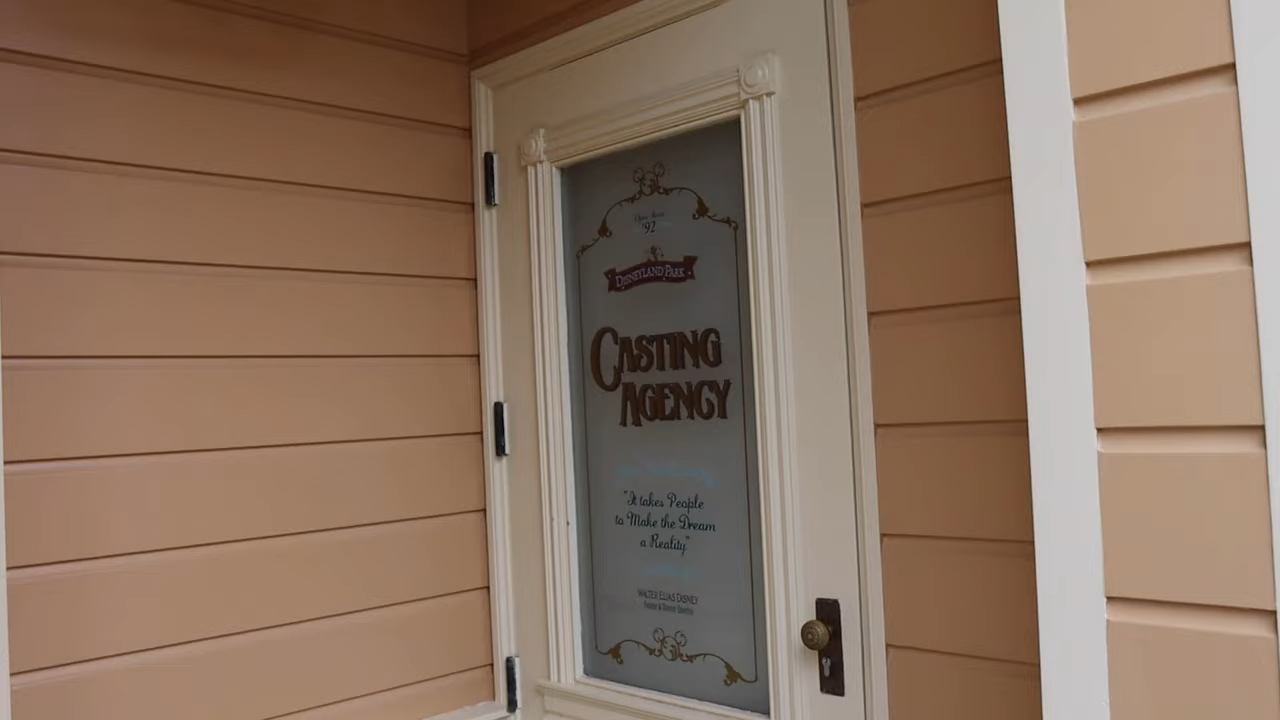 '92
DISNEYLAND PARK
CASTING
AGENCY
"It takes People
to Make the Dream
a Reality"
WALTER ELIAS DISNEY